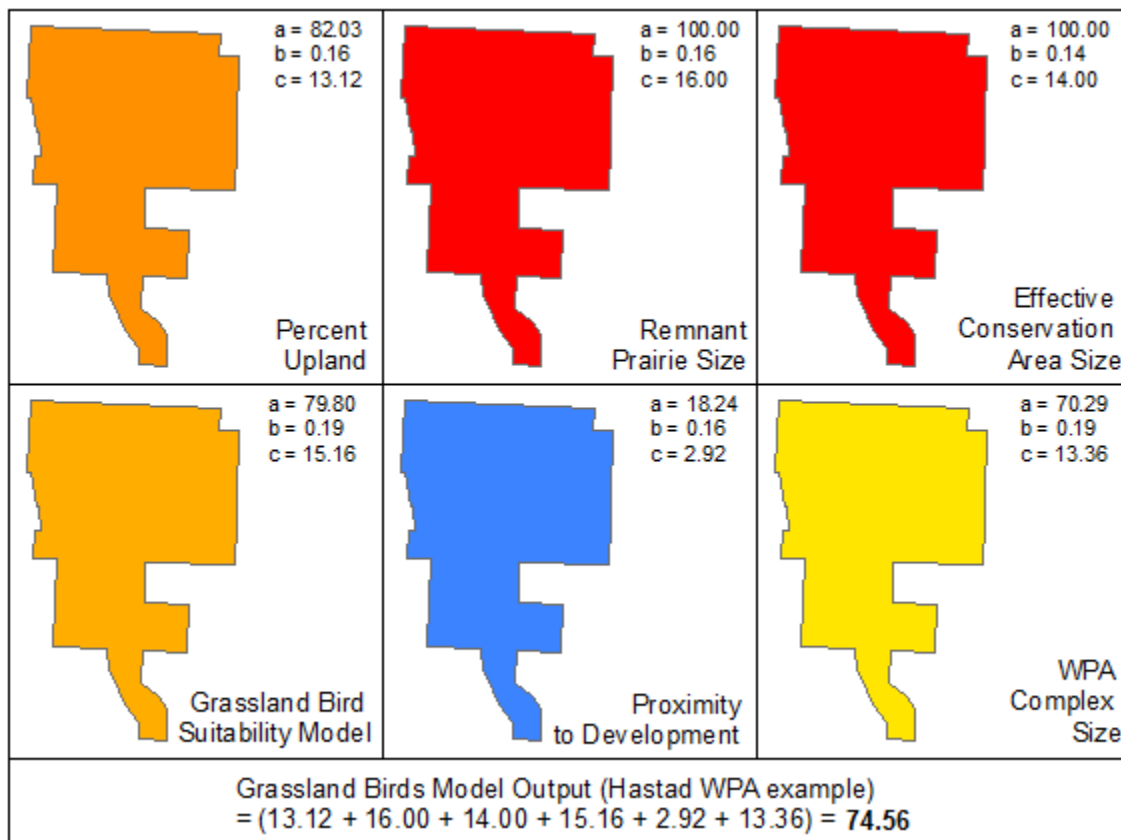 a = 82.03
b = 0.16
c = 13.12
Percent
Upland
a = 100.00
b = 0.16
c = 16.00
Remnant
Prairie Size
a = 100.00
b = 0.14
c = 14.00
Effective
Conservation
Area Size
a = 79.80
b = 0.19
c = 15.16
Grassland Bird
Suitability Model
a = 18.24
b = 0.16
c = 2.92
Proximity
to Development
a = 70.29
b = 0.19
c = 13.36
WPA
Complex
Size
Grassland Birds Model Output (Hastad WPA example)
= (13.12 + 16.00 + 14.00 + 15.16 + 2.92 + 13.36) = 74.56